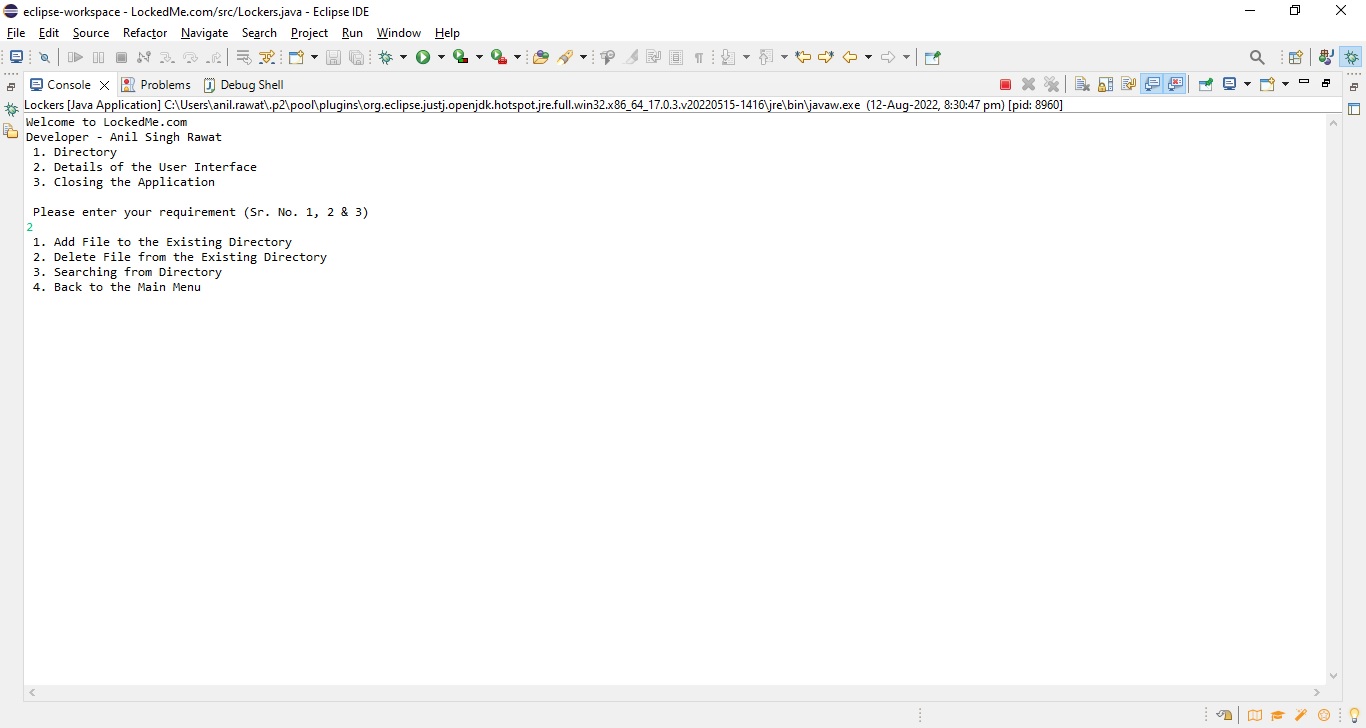 eclipse-workspace - LockedMe.com/src/Lockers.java - Eclipse IDE
File Edit Source Refactor Navigate Search Project Run Window Help
Console Problems Debug Shell
Lockers [Java Application] C:\Users\anil.rawat\.p2\pool\plugins\org.eclipse.justj.openjdk.hotspot.jre.full.win32.x86_64_17.0.3.v20220515-1416\jre\bin\javaw.exe (12-Aug-2022, 8:30:47 pm) [pid: 8960]
Welcome to LockedMe.com
Developer - Anil Singh Rawat
1. Directory
2. Details of the User Interface
3. Closing the Application
Please enter your requirement (Sr. No. 1, 2 & 3)
2
1. Add File to the Existing Directory
2. Delete File from the Existing Directory
3. Searching from Directory
4. Back to the Main Menu